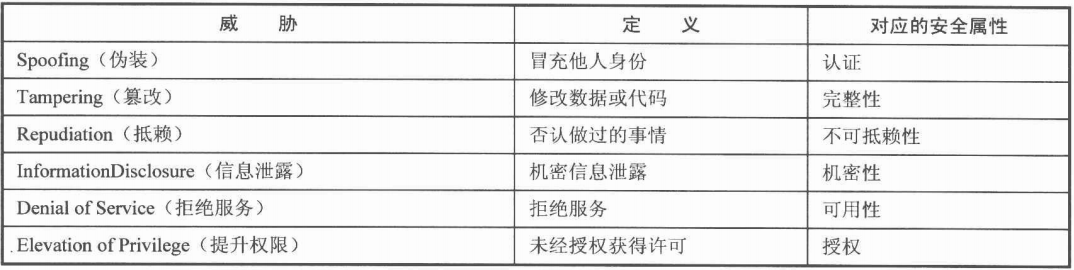 威 胁 定 义 对应的安全属性
Spoofing（伪装） 冒充他人身份 认证
Tampering（篡改） 修改数据或代码 完整性
Repudiation（抵赖） 否认做过的事情 不可抵赖性
InformationDisclosure（信息泄露） 机密信息泄露 机密性
Denial of Service（拒绝服务） 拒绝服务 可用性
Elevation of Privilege（提升权限） 未经授权获得许可 授权